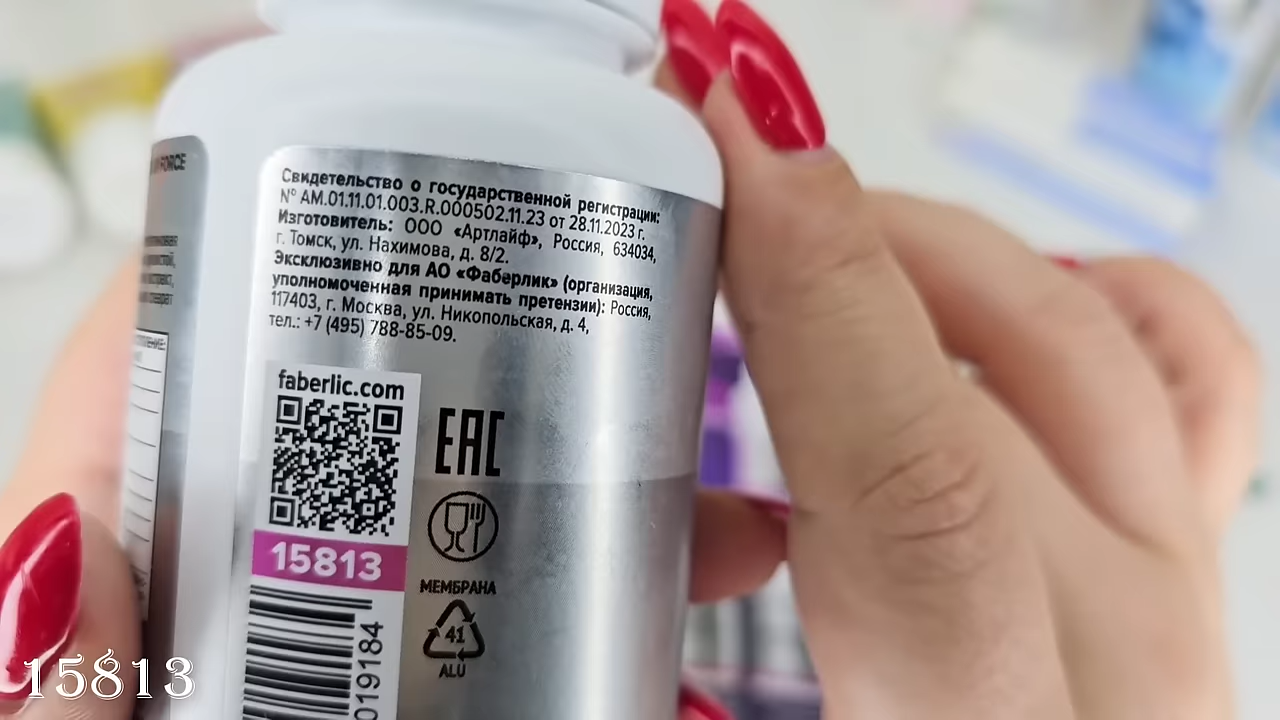 FORCE
Свидетельство о государственной регистрации:
N° AM.01.11.01.003.R.000502.11.23 от 28.11.2023 г.
Изготовитель: ООО «Артлайф», Россия, 634034,
г. Томск, ул. Нахимова, д. 8/2.
Эксклюзивно для АО «Фаберлик» (организация,
уполномоченная принимать претензии): Россия,
117403, г. Москва, ул. Никопольская, д. 4,
тел.: +7 (495) 788-85-09.
faberlic.com
EAC
15813
МЕМБРАНА
41
ALU
019184
15813